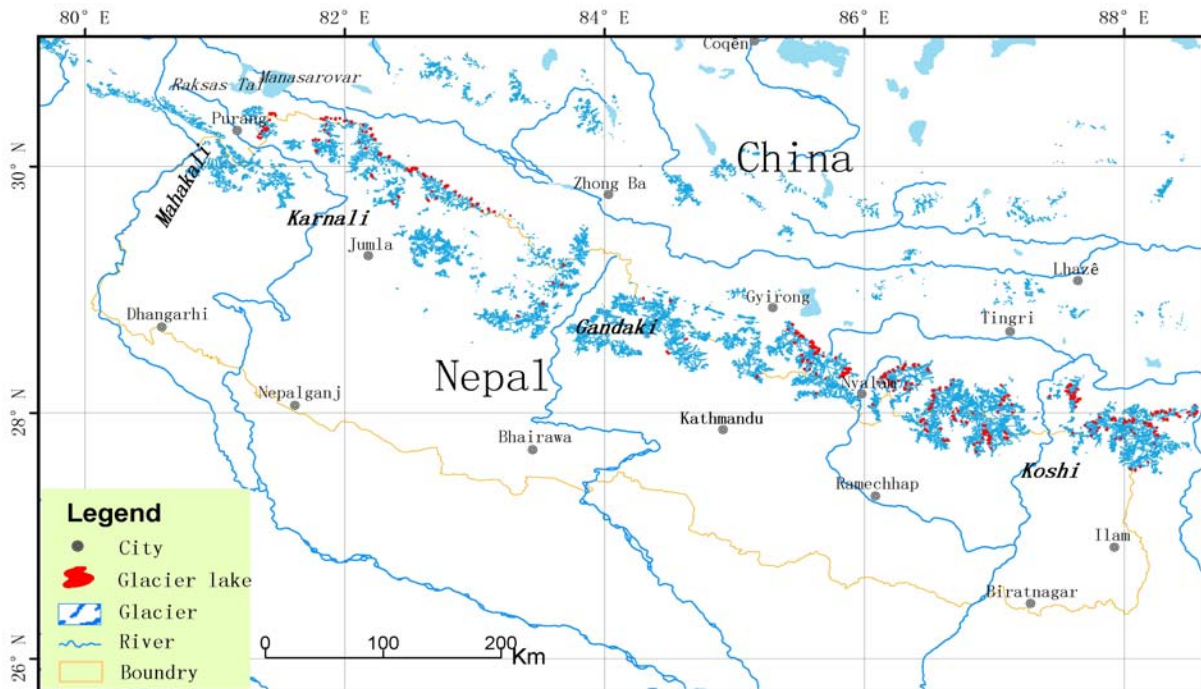 80° E 82° E 84° E 86° E 88° E
Coqên
Raksas Tal Manasarovar
Purang
30° N
China
Mahakali
Zhong Ba
Karnali
Jumla
Lhazê
Gyirong
Dhangarhi
Gandaki
Tingri
Nepal
Nyalam
Nepalganj
28° N
Kathmandu
Bhairawa
Koshi
Ramechhap
Legend
City
Glacier lake
Glacier
River
Boundry
Ilam
Biratnagar
26° N
0 100 200 Km